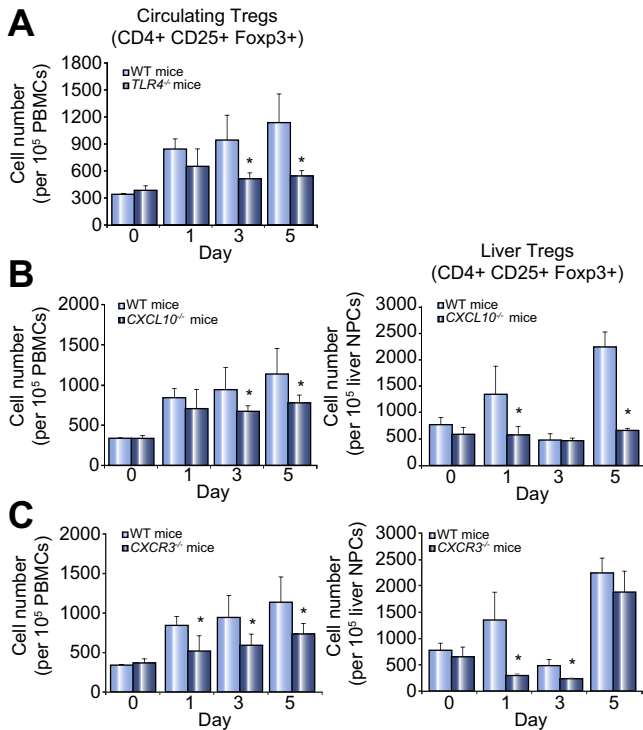 A
Circulating Tregs
(CD4+ CD25+ Foxp3+)
Cell number
(per 10⁵ PBMCs)
1800
1500
1200
900
600
300
0
WT mice
TLR4⁻/⁻ mice
* *
0 1 3 5
Day
B
Cell number
(per 10⁵ PBMCs)
2000
1500
1000
500
0
WT mice
CXCL10⁻/⁻ mice
* *
0 1 3 5
Day
Liver Tregs
(CD4+ CD25+ Foxp3+)
Cell number
(per 10⁵ liver NPCs)
3000
2500
2000
1500
1000
500
0
WT mice
CXCL10⁻/⁻ mice
* *
0 1 3 5
Day
C
Cell number
(per 10⁵ PBMCs)
2000
1500
1000
500
0
WT mice
CXCR3⁻/⁻ mice
* * *
0 1 3 5
Day
Cell number
(per 10⁵ liver NPCs)
3000
2500
2000
1500
1000
500
0
WT mice
CXCR3⁻/⁻ mice
* *
0 1 3 5
Day